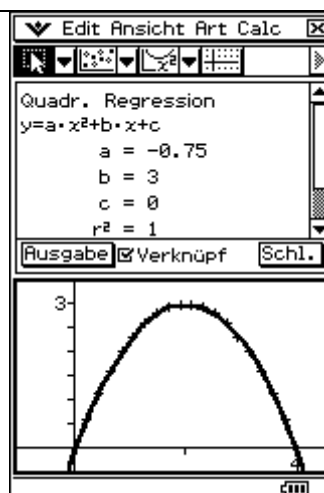 Edit Ansicht Art Calc
Quadr. Regression
y=a·x²+b·x+c
a = -0.75
b = 3
c = 0
r² = 1
Ausgabe Verknüpf Schl.
3
4